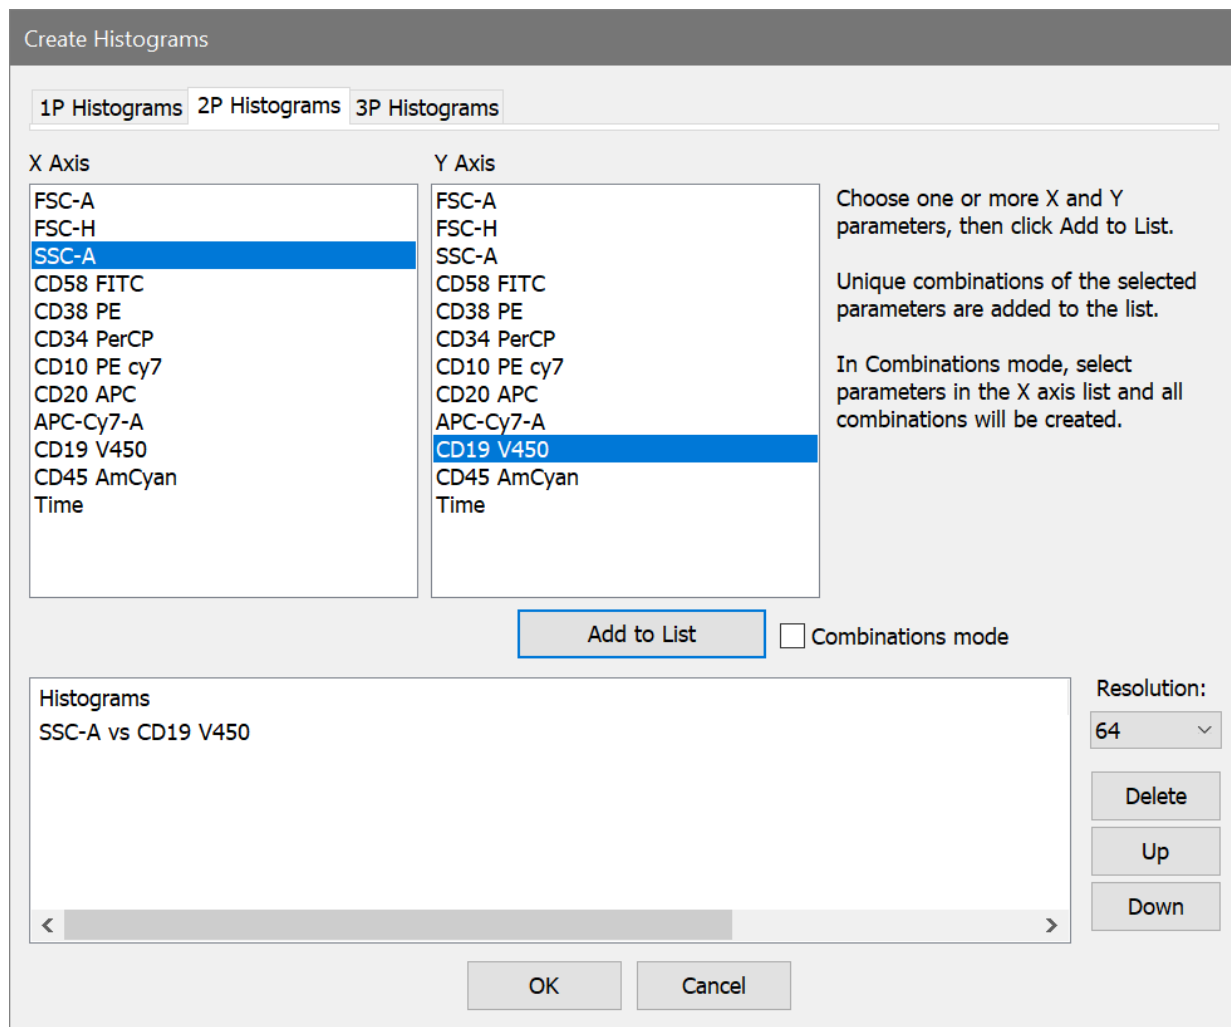 Create Histograms
1P Histograms
2P Histograms
3P Histograms
X Axis
FSC-A
FSC-H
SSC-A
CD58 FITC
CD38 PE
CD34 PerCP
CD10 PE cy7
CD20 APC
APC-Cy7-A
CD19 V450
CD45 AmCyan
Time
Y Axis
FSC-A
FSC-H
SSC-A
CD58 FITC
CD38 PE
CD34 PerCP
CD10 PE cy7
CD20 APC
APC-Cy7-A
CD19 V450
CD45 AmCyan
Time
Choose one or more X and Y
parameters, then click Add to List.
Unique combinations of the selected
parameters are added to the list.
In Combinations mode, select
parameters in the X axis list and all
combinations will be created.
Add to List
Combinations mode
Histograms
SSC-A vs CD19 V450
Resolution:
64
Delete
Up
Down
OK
Cancel